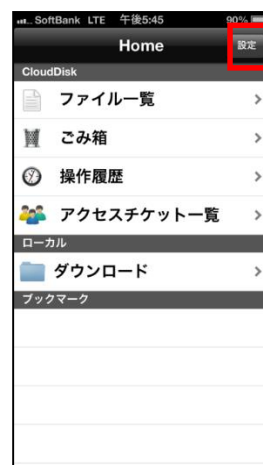 SoftBank LTE 午後5:45 90%
Home 設定
CloudDisk
ファイル一覧
ごみ箱
操作履歴
アクセスチケット一覧
ローカル
ダウンロード
ブックマーク